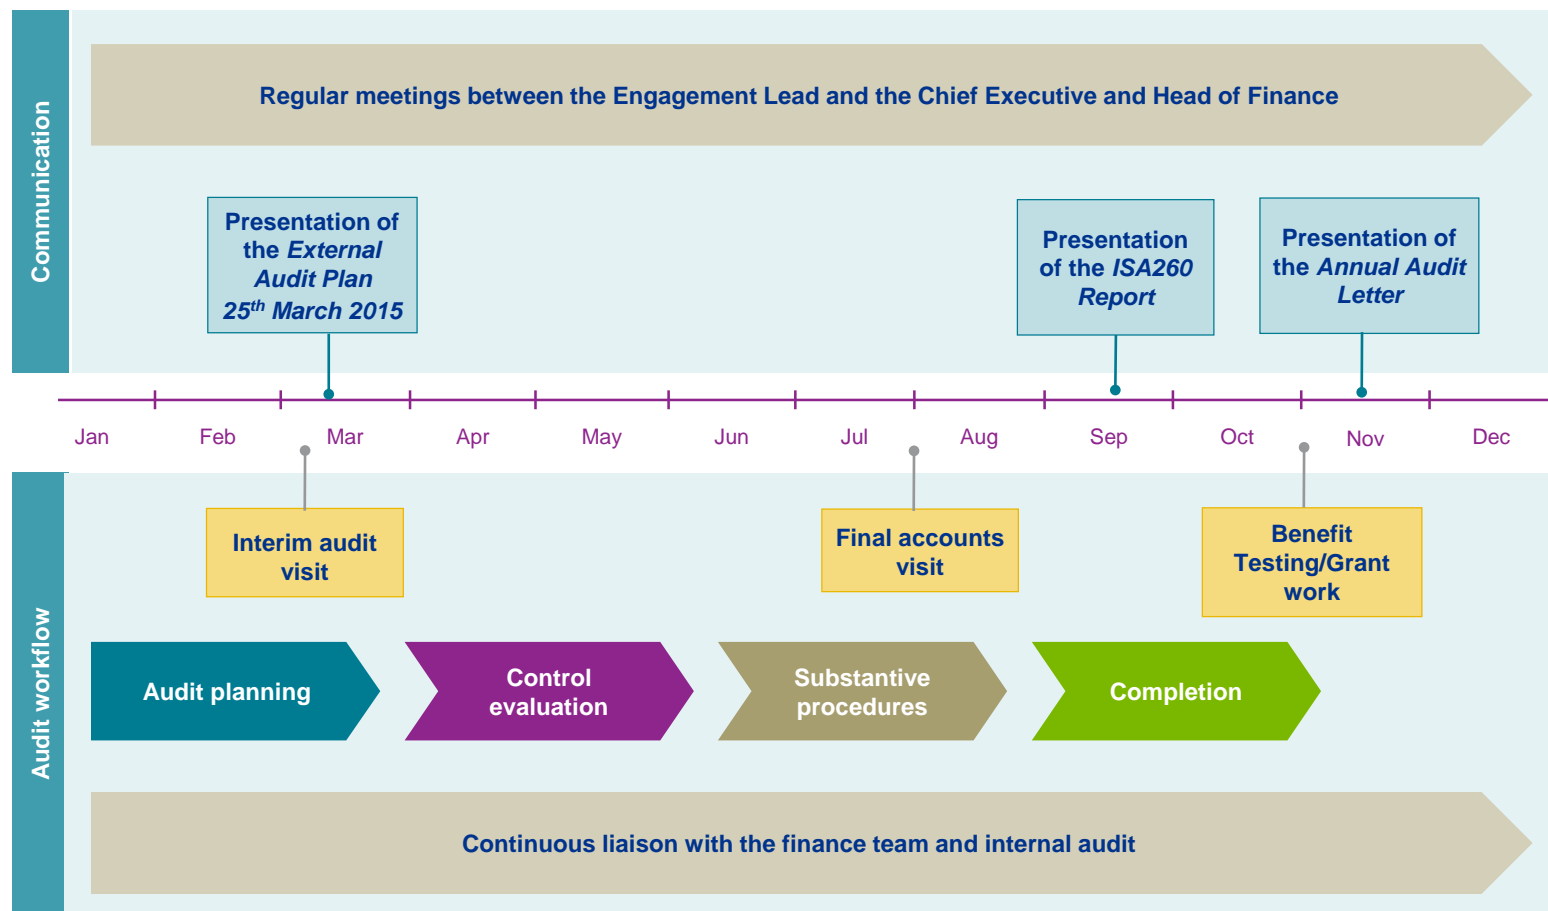 Communication
Regular meetings between the Engagement Lead and the Chief Executive and Head of Finance
Presentation of
the External
Audit Plan
25th March 2015
Presentation
of the ISA260
Report
Presentation of
the Annual Audit
Letter
Jan Feb Mar Apr May Jun Jul Aug Sep Oct Nov Dec
Audit workflow
Interim audit
visit
Final accounts
visit
Benefit
Testing/Grant
work
Audit planning
Control
evaluation
Substantive
procedures
Completion
Continuous liaison with the finance team and internal audit